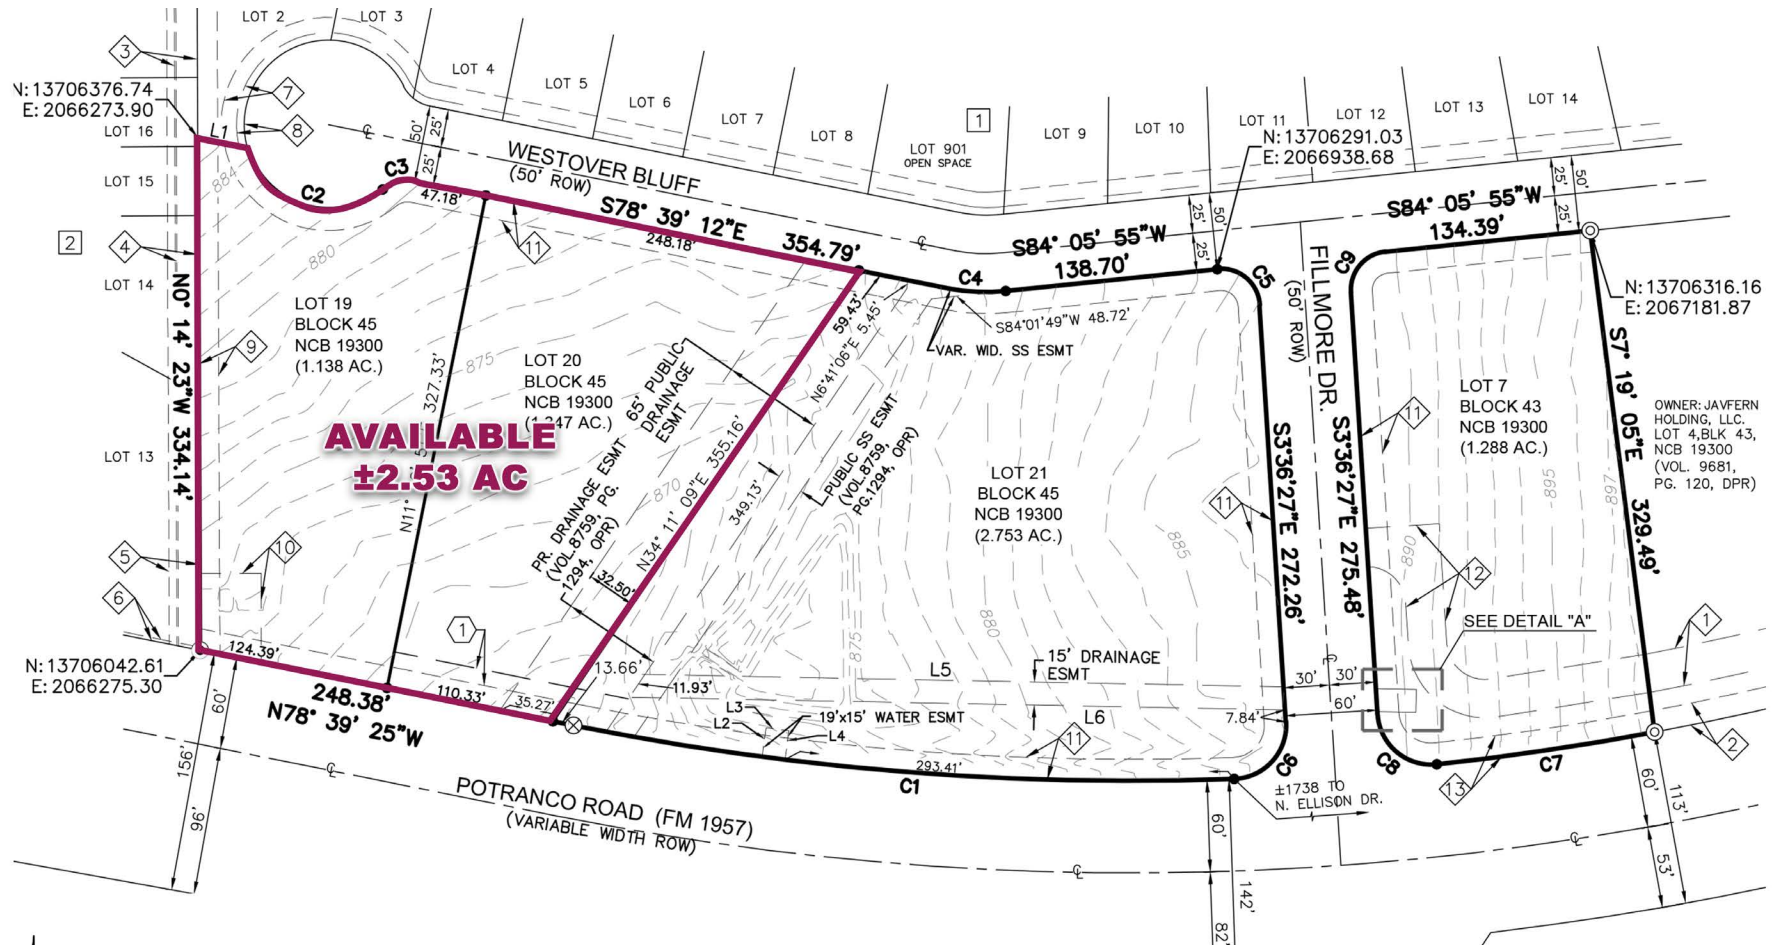 LOT 2
LOT 3
3
N: 13706376.74
E: 2066273.90
7
8
LOT 16
L1
LOT 4
LOT 5
LOT 6
LOT 7
LOT 8
1
LOT 901
OPEN SPACE
LOT 9
LOT 10
LOT 11
LOT 12
LOT 13
LOT 14
N: 13706291.03
E: 2066938.68
50'
25'
25'
WESTOVER BLUFF
(50' ROW)
LOT 15
884
C2
C3
47.18'
S78° 39' 12"E
354.79'
248.18'
11
2
4
880
LOT 14
C4
S84° 05' 55"W
138.70'
25'
50'
25'
C5
S84° 05' 55"W
134.39'
25'
50'
25'
C9
FILLMORE DR.
(50' ROW)
N: 13706316.16
E: 2067181.87
LOT 19
BLOCK 45
NCB 19300
(1.138 AC.)
9
N0° 14' 23"W 334.14'
875
327.33'
N11°
LOT 20
BLOCK 45
NCB 19300
AVAILABLE
±2.53 AC
65' PUBLIC
DRAINAGE
ESMT
59.43'
N6°41'06"E 5.45'
S84°01'49"W 48.72'
VAR. WID. SS ESMT
PUBLIC SS ESMT
(VOL.8759,
PG.1294, OPR)
PR. DRAINAGE ESMT
(VOL.8759, PG.
1294, OPR)
870
N34° 11' 09"E 355.16'
349.13'
32.50'
LOT 13
LOT 21
BLOCK 45
NCB 19300
(2.753 AC.)
885
880
875
11
S3°36'27"E 272.26'
S3°36'27"E 275.48'
11
LOT 7
BLOCK 43
NCB 19300
(1.288 AC.)
895
897
890
12
S7° 19' 05"E 329.49'
OWNER: JAVFERN
HOLDING, LLC.
LOT 4,BLK 43,
NCB 19300
(VOL. 9681,
PG. 120, DPR)
SEE DETAIL "A"
5
10
6
1
N: 13706042.61
E: 2066275.30
124.39'
248.38'
110.33'
35.27'
N78° 39' 25"W
13.66'
11.93'
L5
15' DRAINAGE
ESMT
L3
L2
L4
19'x15' WATER ESMT
L6
11
7.84'
30'
30'
60'
1
2
13
C8
C7
C6
293.41'
C1
±1738 TO
N. ELLISON DR.
60'
156'
96'
POTRANCO ROAD (FM 1957)
(VARIABLE WIDTH ROW)
60'
142'
82'
60'
113'
53'